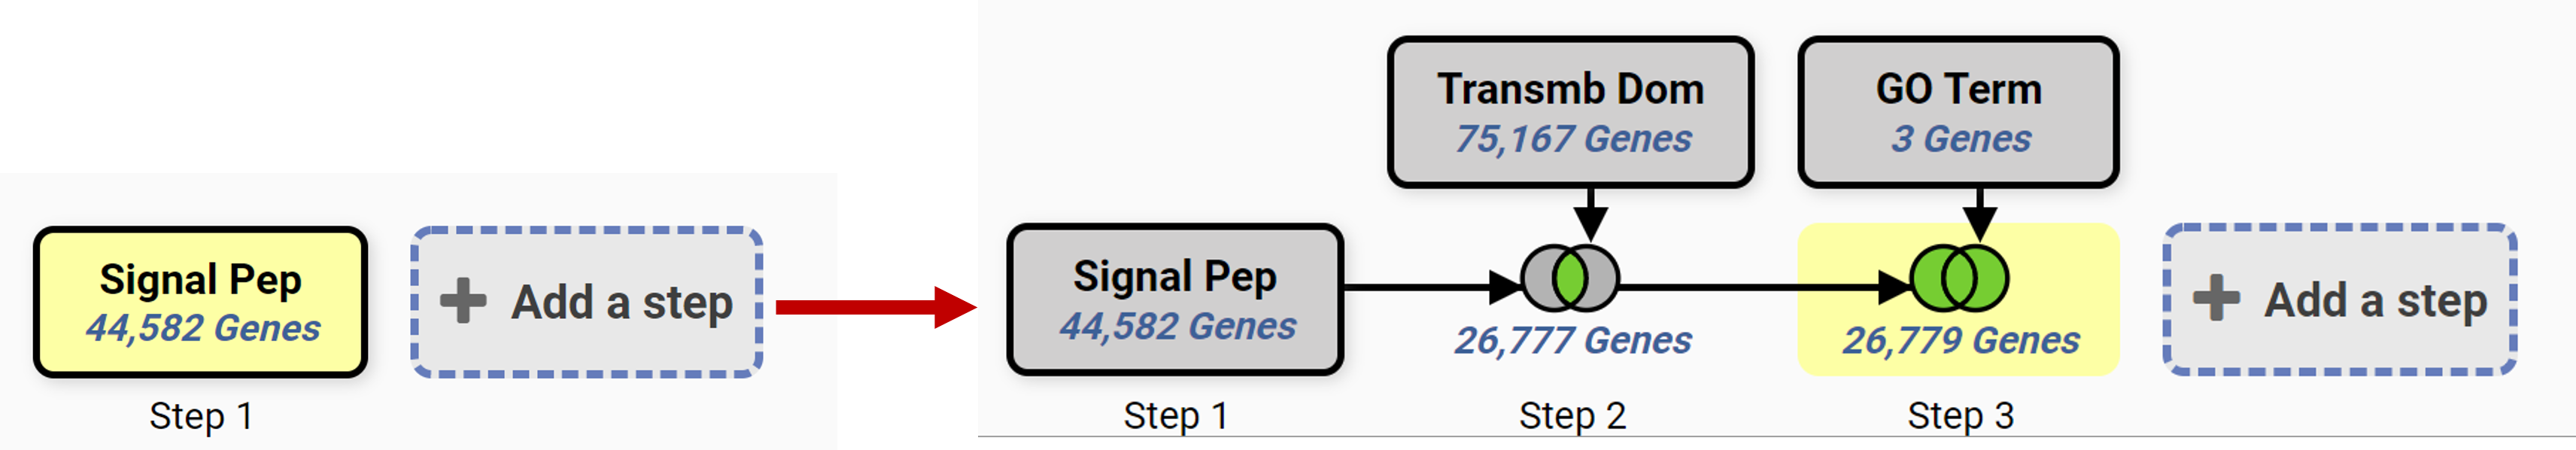 Signal Pep
44,582 Genes
+ Add a step
Step 1
Transmb Dom
75,167 Genes
GO Term
3 Genes
Signal Pep
44,582 Genes
26,777 Genes
26,779 Genes
+ Add a step
Step 1
Step 2
Step 3